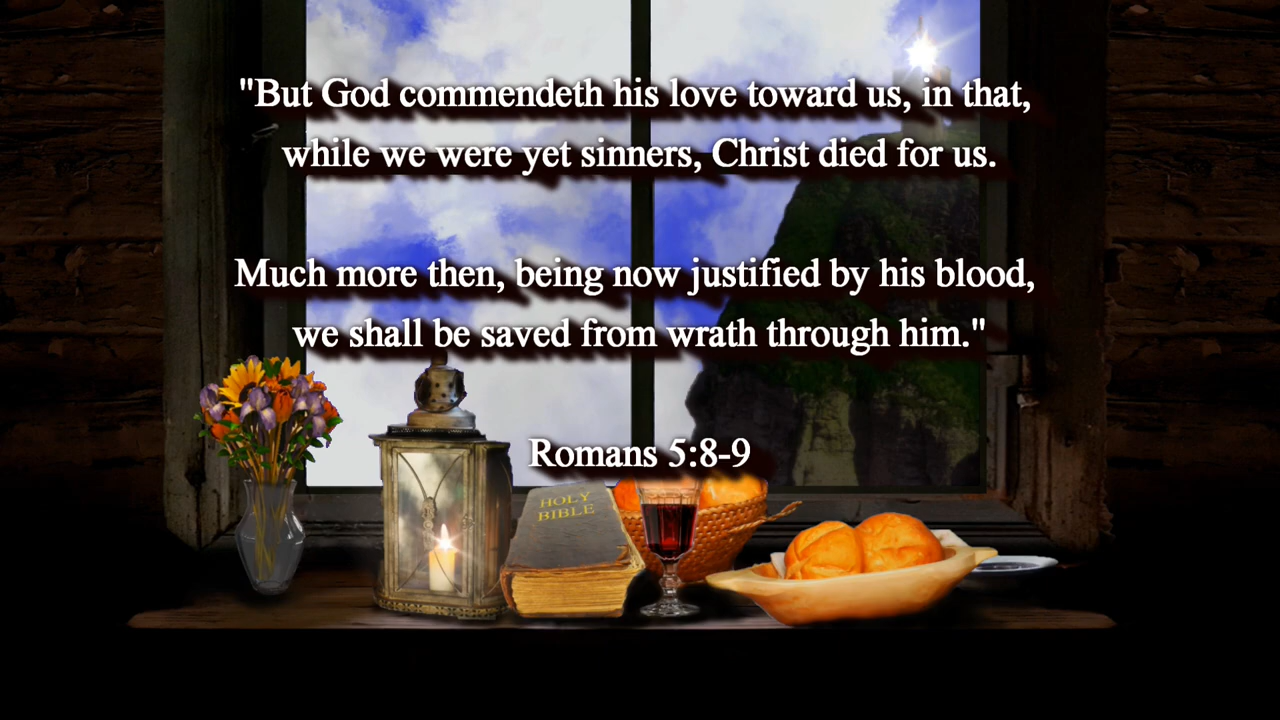 "But God commendeth his love toward us, in that,
while we were yet sinners, Christ died for us.
Much more then, being now justified by his blood,
we shall be saved from wrath through him."
Romans 5:8-9
HOLY
BIBLE